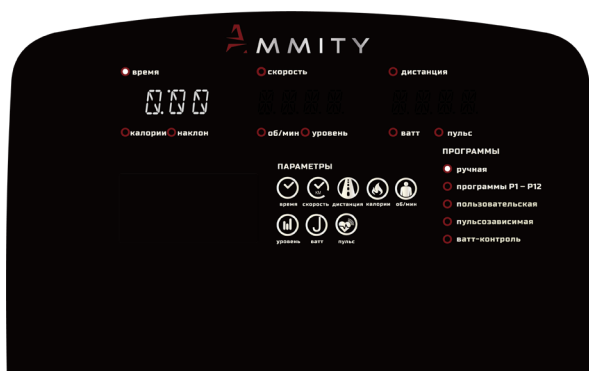 AMMITY
время скорость дистанция
0:00
калории наклон об/мин уровень ватт пульс
ПРОГРАММЫ
ручная
программы P1 – P12
пользовательская
пульсозависимая
ватт-контроль
ПАРАМЕТРЫ
время скорость дистанция калории об/мин
уровень ватт пульс